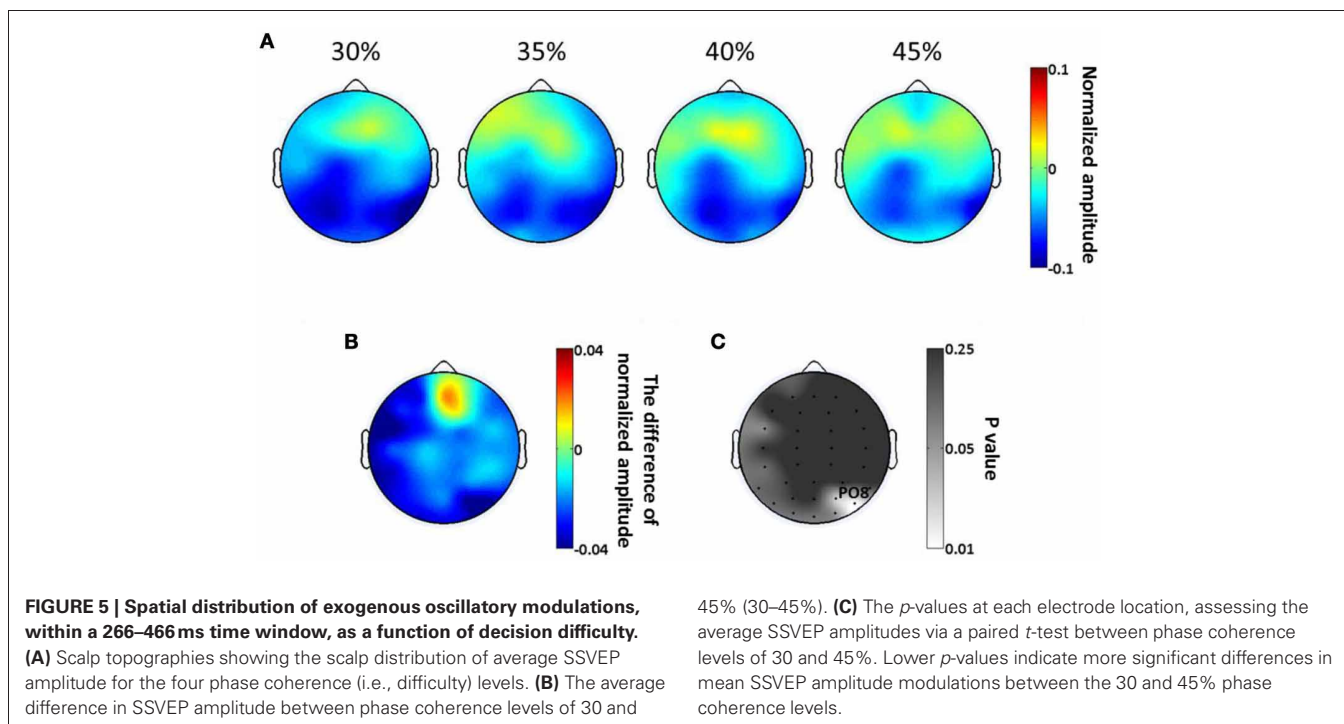 A
30%
35%
40%
45%
0.1
0
-0.1
Normalized amplitude
B
0.04
0
-0.04
The difference of
normalized amplitude
C
PO8
0.25
0.05
0.01
P value
FIGURE 5 | Spatial distribution of exogenous oscillatory modulations,
within a 266–466 ms time window, as a function of decision difficulty.
(A) Scalp topographies showing the scalp distribution of average SSVEP
amplitude for the four phase coherence (i.e., difficulty) levels. (B) The average
difference in SSVEP amplitude between phase coherence levels of 30 and
45% (30–45%). (C) The p-values at each electrode location, assessing the
average SSVEP amplitudes via a paired t-test between phase coherence
levels of 30 and 45%. Lower p-values indicate more significant differences in
mean SSVEP amplitude modulations between the 30 and 45% phase
coherence levels.